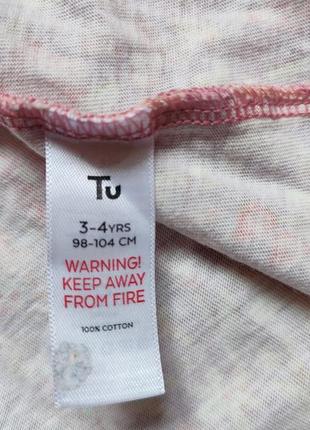 Tu
3-4YRS
98-104 CM
WARNING!
KEEP AWAY
FROM FIRE
100% COTTON